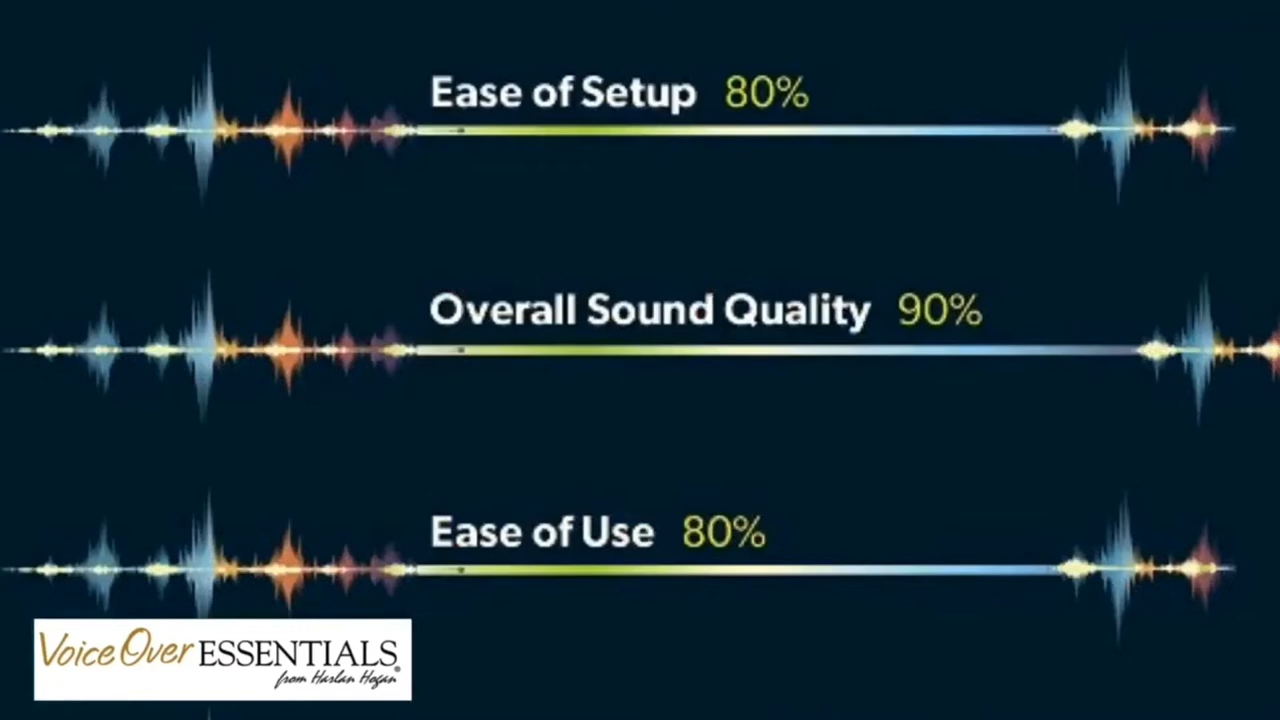 Ease of Setup 80%
Overall Sound Quality 90%
Ease of Use 80%
Voice Over ESSENTIALS®
from Harlan Hogan